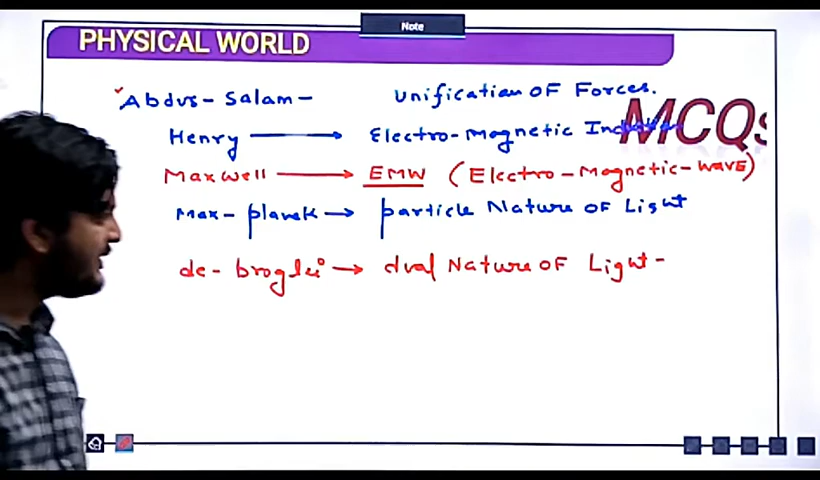 Note
PHYSICAL WORLD
MCQs
Abdus - Salam - Unification OF Forces.
Henry → Electro - Magnetic
Maxwell → EMW (Electro - Magnetic - wave)
Max - planck → particle Nature OF Light
de - broglei → dual Nature OF Light -